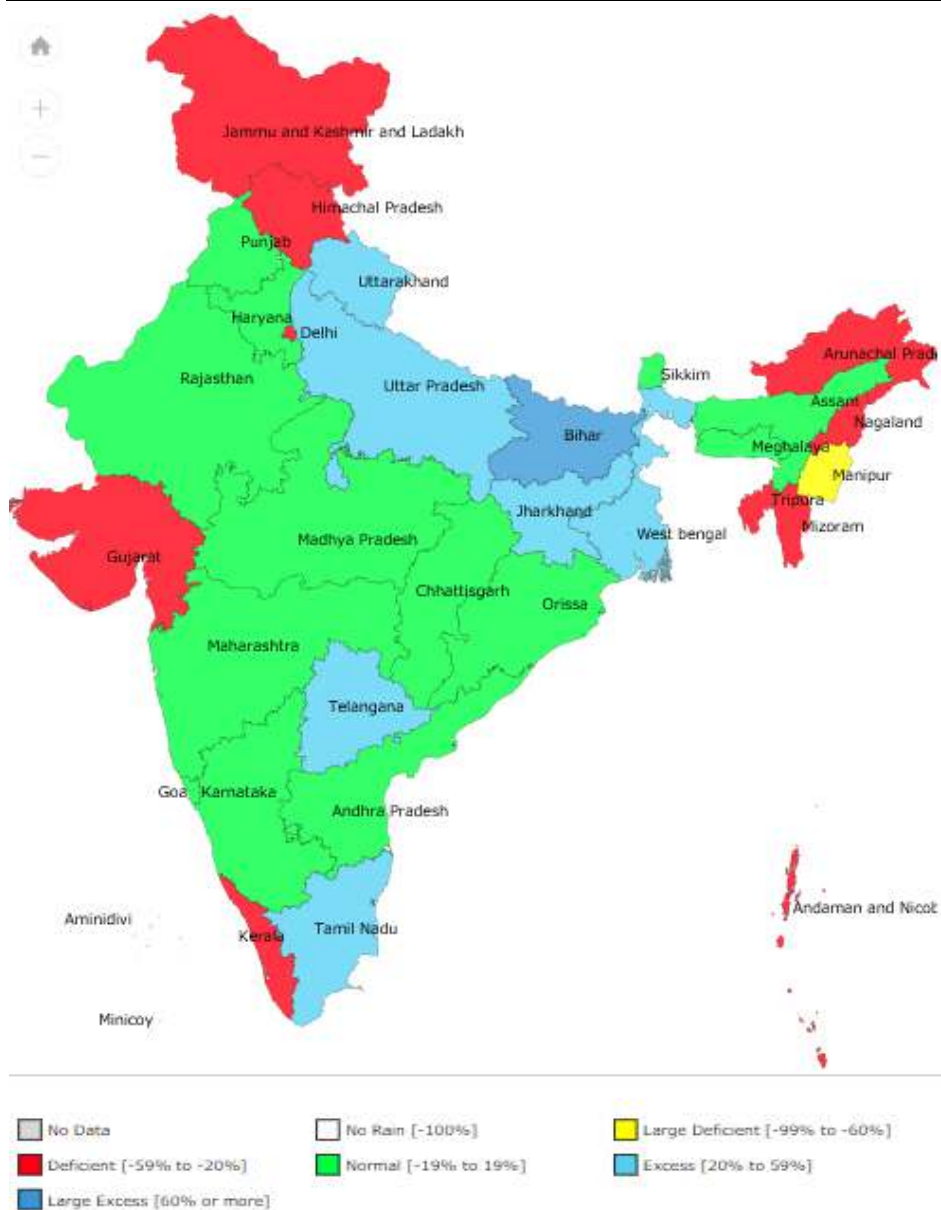 Jammu and Kashmir and Ladakh
Himachal Pradesh
Punjab
Uttarakhand
Haryana
Delhi
Arunachal Prad
Rajasthan
Uttar Pradesh
Sikkim
Assam
Nagaland
Bihar
Meghalaya
Manipur
Tripura
Jharkhand
Mizoram
West bengal
Madhya Pradesh
Gujarat
Chhattisgarh
Orissa
Maharashtra
Telangana
Goa
Karnataka
Andhra Pradesh
Andaman and Nicob
Aminidivi
Tamil Nadu
Kerala
Minicoy
No Data
No Rain [-100%]
Large Deficient [-99% to -60%]
Deficient [-59% to -20%]
Normal [-19% to 19%]
Excess [20% to 59%]
Large Excess [60% or more]